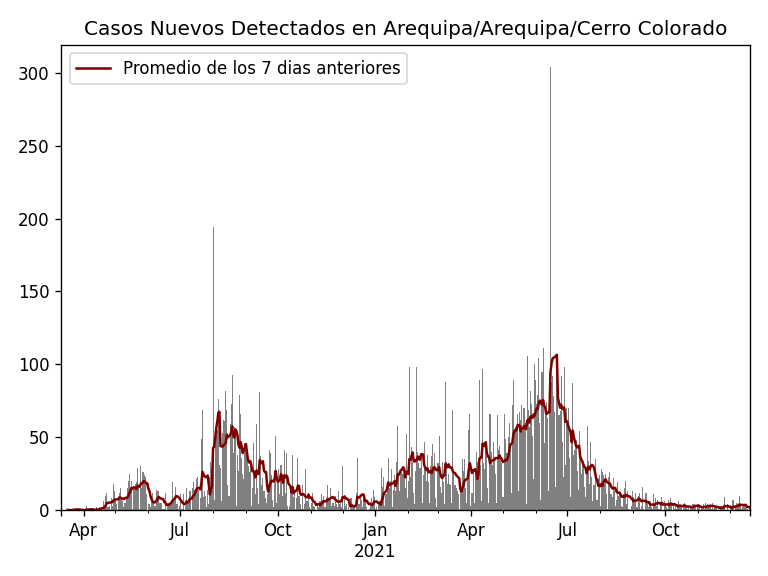 Casos Nuevos Detectados en Arequipa/Arequipa/Cerro Colorado
Promedio de los 7 dias anteriores
300
250
200
150
100
50
0
Apr Jul Oct Jan Apr Jul Oct
2021